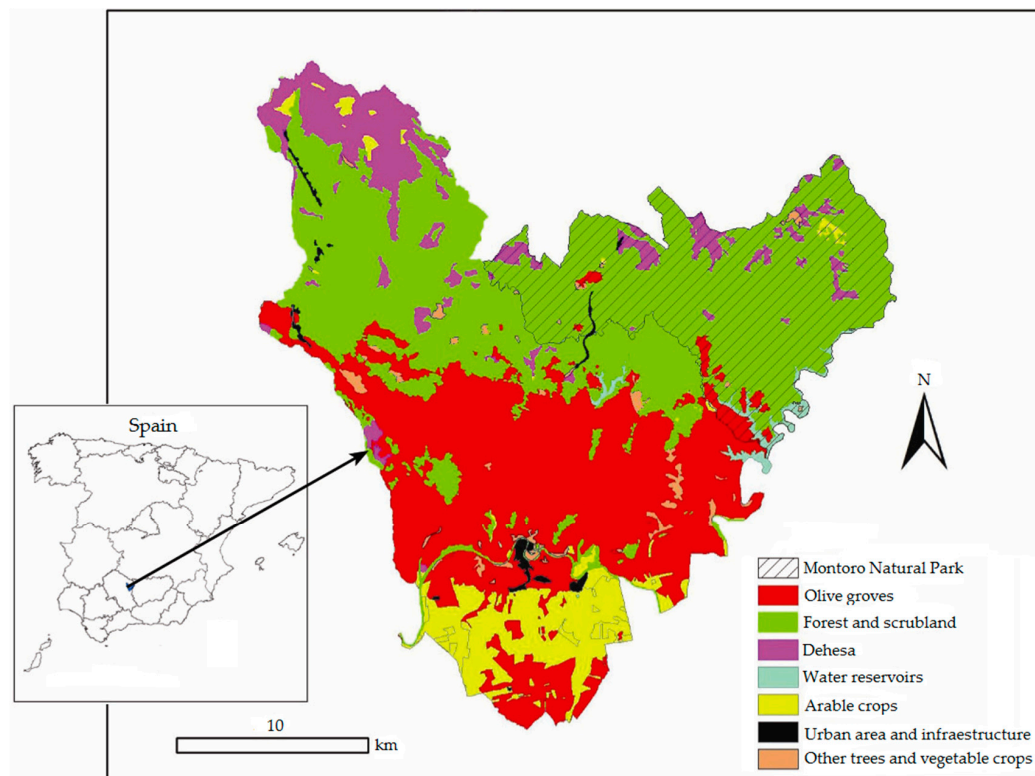 Spain
N
10
km
Montoro Natural Park
Olive groves
Forest and scrubland
Dehesa
Water reservoirs
Arable crops
Urban area and infraestructure
Other trees and vegetable crops